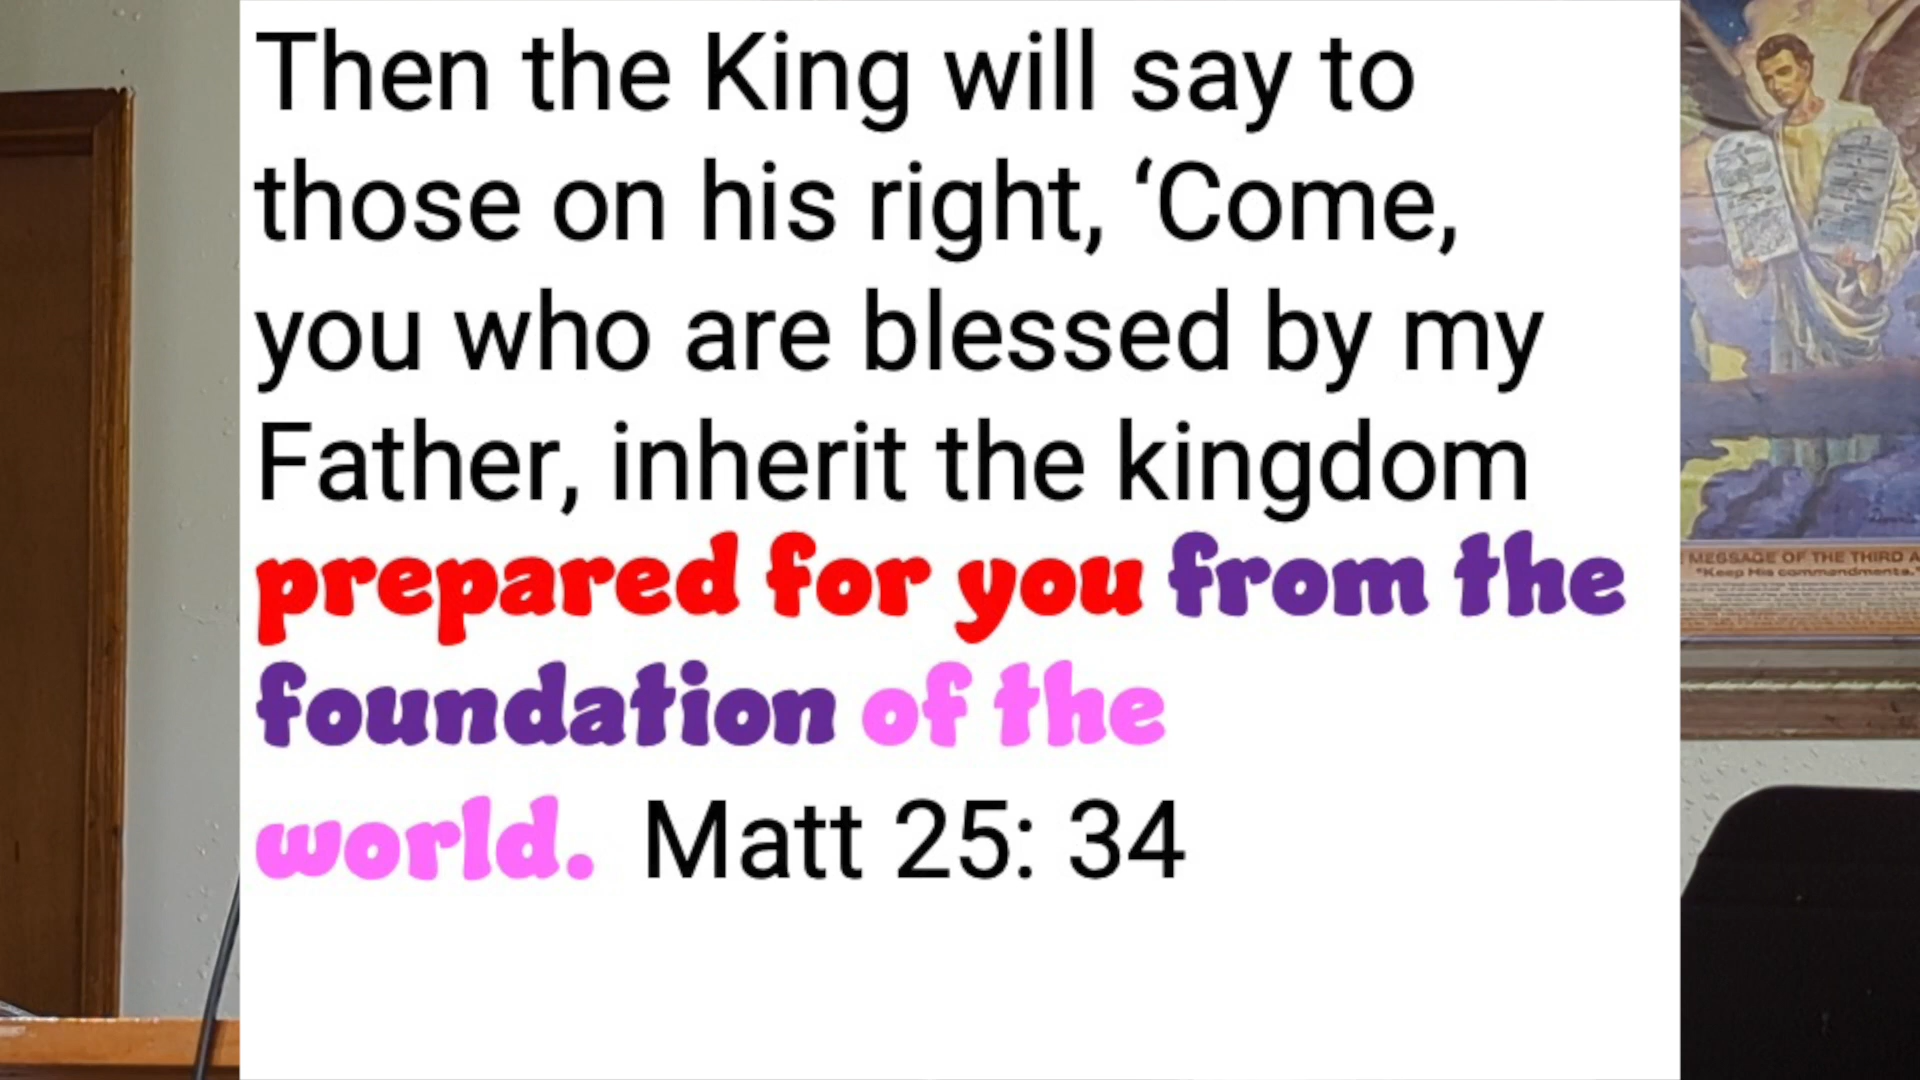 Then the King will say to
those on his right, ‘Come,
you who are blessed by my
Father, inherit the kingdom
prepared for you from the
foundation of the
world. Matt 25: 34
MESSAGE OF THE THIRD A
"Keep His commandments."